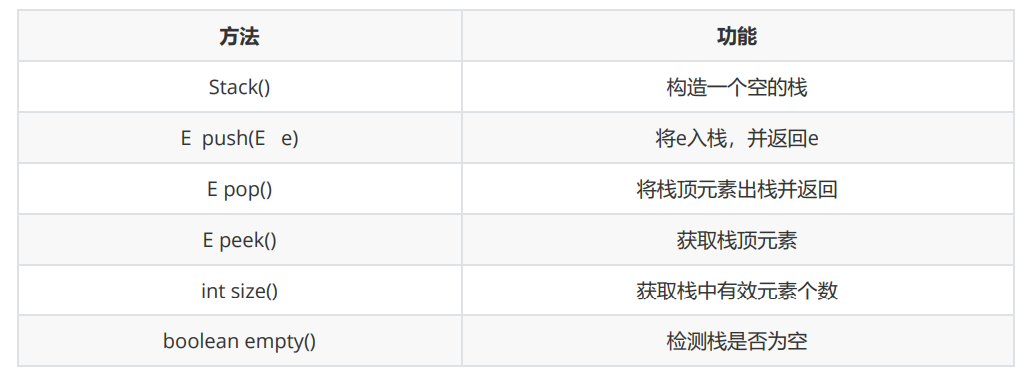 方法 功能
Stack() 构造一个空的栈
E push(E e) 将e入栈，并返回e
E pop() 将栈顶元素出栈并返回
E peek() 获取栈顶元素
int size() 获取栈中有效元素个数
boolean empty() 检测栈是否为空